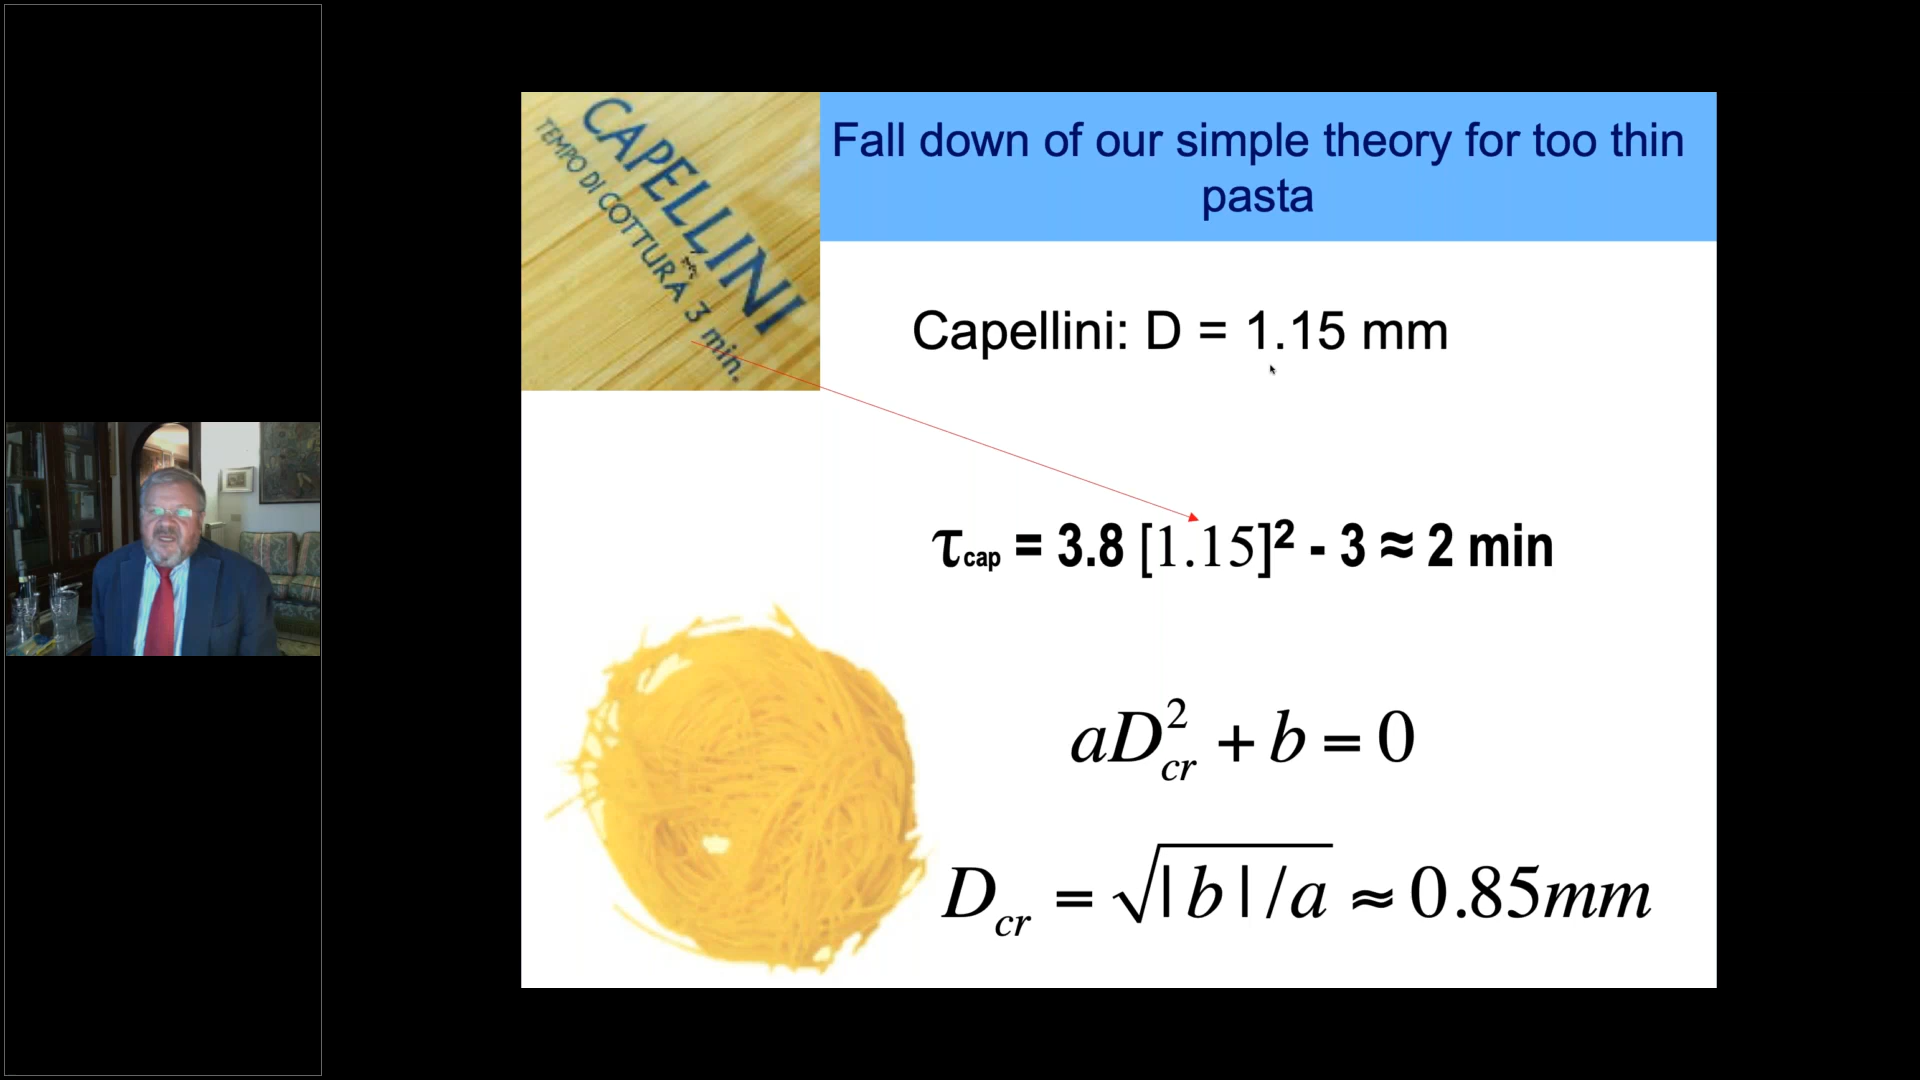 CAPELLINI
TEMPO DI COTTURA 3 min.
Fall down of our simple theory for too thin
pasta
Capellini: D = 1.15 mm
τcap = 3.8 [1.15]² - 3 ≈ 2 min
aD²cr + b = 0
Dcr = √|b|/a ≈ 0.85mm